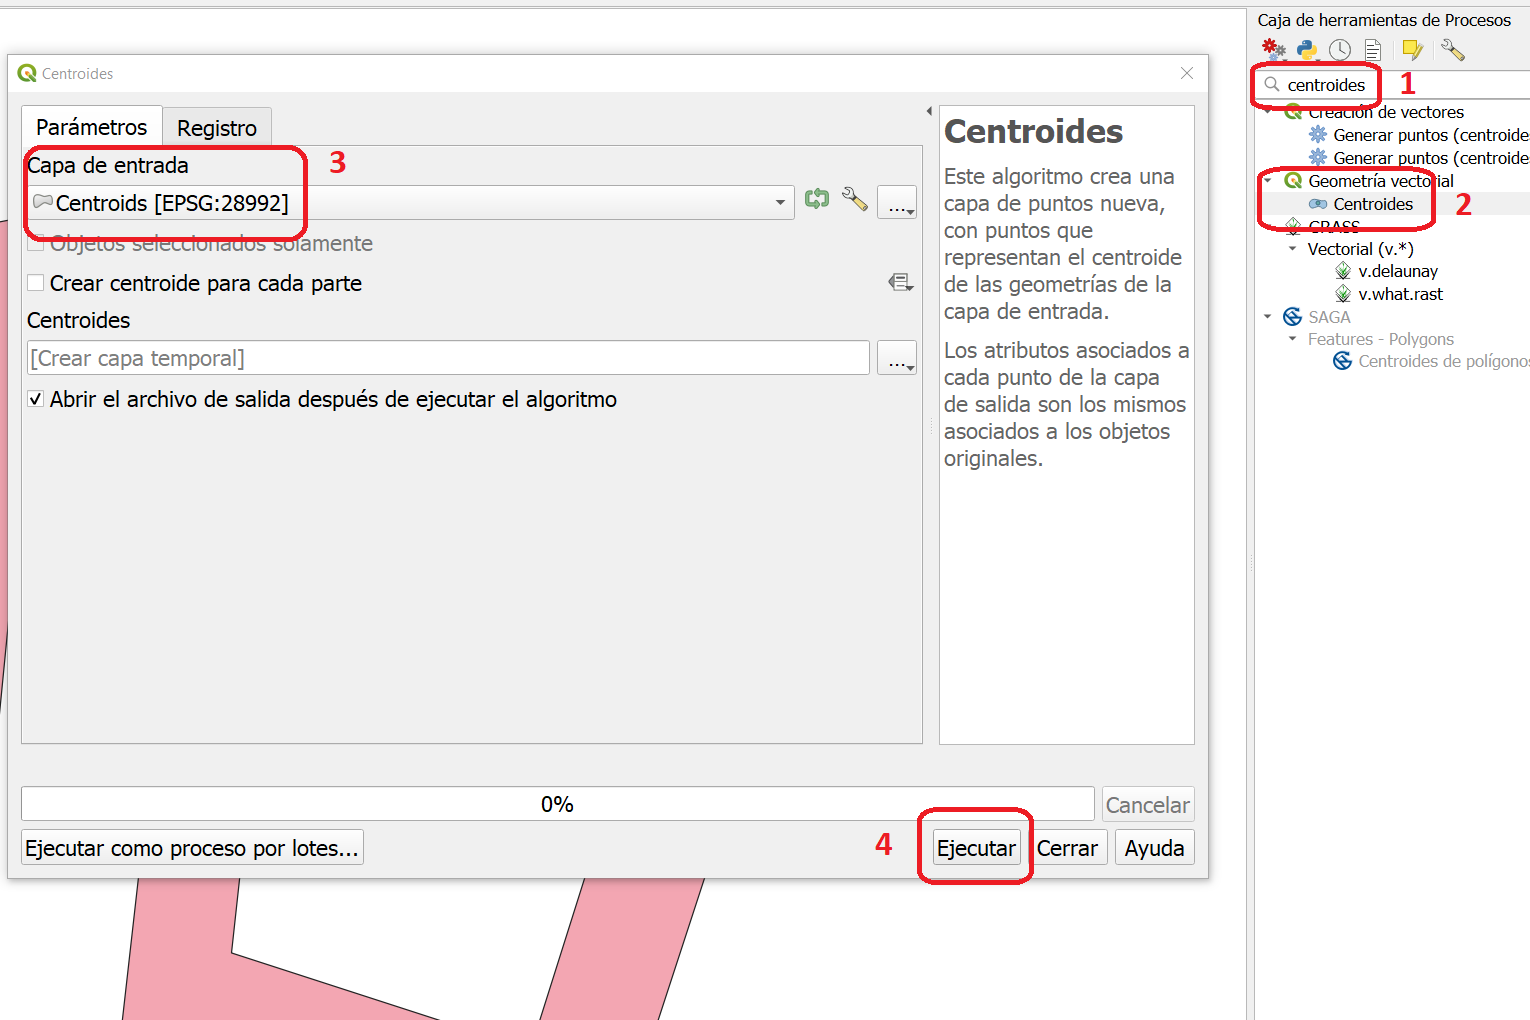 Caja de herramientas de Procesos
centroides
1
Creación de vectores
Generar puntos (centroide
Generar puntos (centroide
Geometría vectorial
Centroides
2
GRASS
Vectorial (v.*)
v.delaunay
v.what.rast
SAGA
Features - Polygons
Centroides de polígonos
Centroides
Parámetros
Registro
Capa de entrada
3
Centroids [EPSG:28992]
...
Objetos seleccionados solamente
Crear centroide para cada parte
Centroides
[Crear capa temporal]
...
Abrir el archivo de salida después de ejecutar el algoritmo
Centroides
Este algoritmo crea una
capa de puntos nueva,
con puntos que
representan el centroide
de las geometrías de la
capa de entrada.
Los atributos asociados a
cada punto de la capa
de salida son los mismos
asociados a los objetos
originales.
0%
Cancelar
Ejecutar como proceso por lotes...
4
Ejecutar
Cerrar
Ayuda